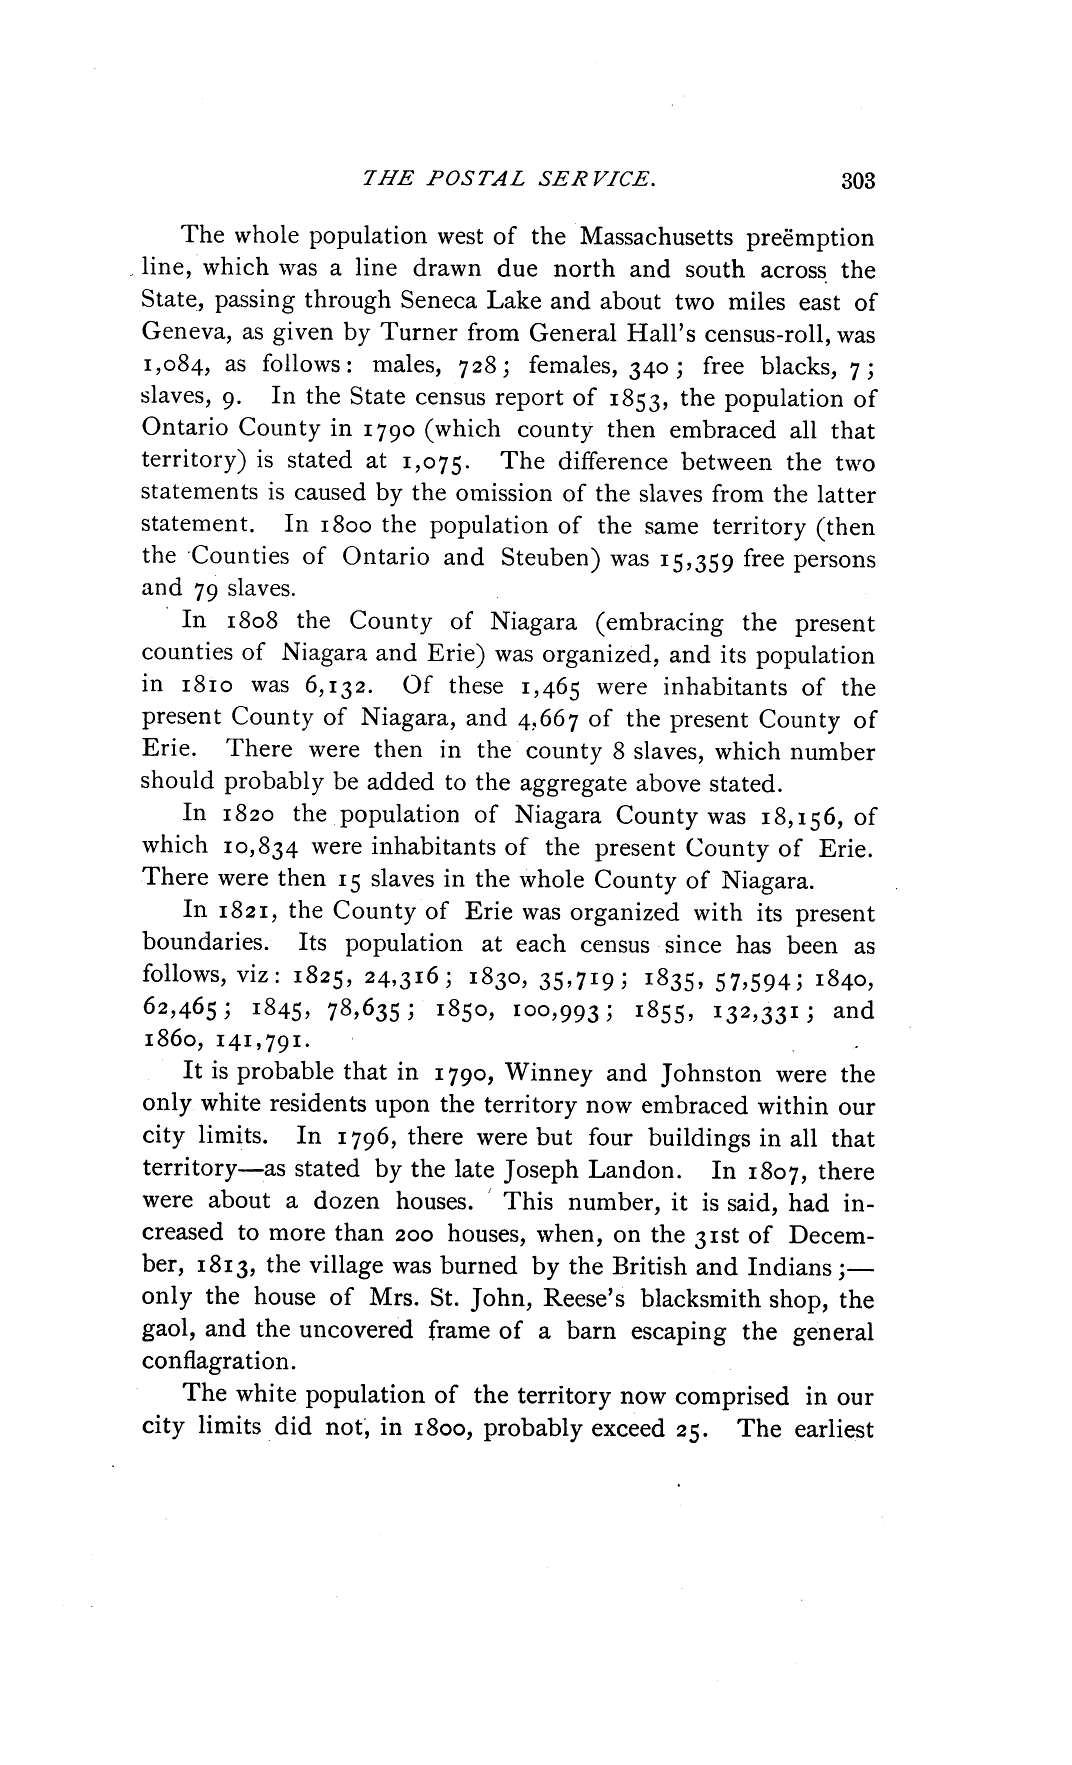 THE POSTAL SERVICE. 303
The whole population west of the Massachusetts preëmption
line, which was a line drawn due north and south across the
State, passing through Seneca Lake and about two miles east of
Geneva, as given by Turner from General Hall's census-roll, was
1,084, as follows: males, 728; females, 340; free blacks, 7;
slaves, 9. In the State census report of 1853, the population of
Ontario County in 1790 (which county then embraced all that
territory) is stated at 1,075. The difference between the two
statements is caused by the omission of the slaves from the latter
statement. In 1800 the population of the same territory (then
the Counties of Ontario and Steuben) was 15,359 free persons
and 79 slaves.
In 1808 the County of Niagara (embracing the present
counties of Niagara and Erie) was organized, and its population
in 1810 was 6,132. Of these 1,465 were inhabitants of the
present County of Niagara, and 4,667 of the present County of
Erie. There were then in the county 8 slaves, which number
should probably be added to the aggregate above stated.
In 1820 the population of Niagara County was 18,156, of
which 10,834 were inhabitants of the present County of Erie.
There were then 15 slaves in the whole County of Niagara.
In 1821, the County of Erie was organized with its present
boundaries. Its population at each census since has been as
follows, viz: 1825, 24,316; 1830, 35,719; 1835, 57,594; 1840,
62,465; 1845, 78,635; 1850, 100,993; 1855, 132,331; and
1860, 141,791.
It is probable that in 1790, Winney and Johnston were the
only white residents upon the territory now embraced within our
city limits. In 1796, there were but four buildings in all that
territory—as stated by the late Joseph Landon. In 1807, there
were about a dozen houses. This number, it is said, had in-
creased to more than 200 houses, when, on the 31st of Decem-
ber, 1813, the village was burned by the British and Indians;—
only the house of Mrs. St. John, Reese's blacksmith shop, the
gaol, and the uncovered frame of a barn escaping the general
conflagration.
The white population of the territory now comprised in our
city limits did not, in 1800, probably exceed 25. The earliest